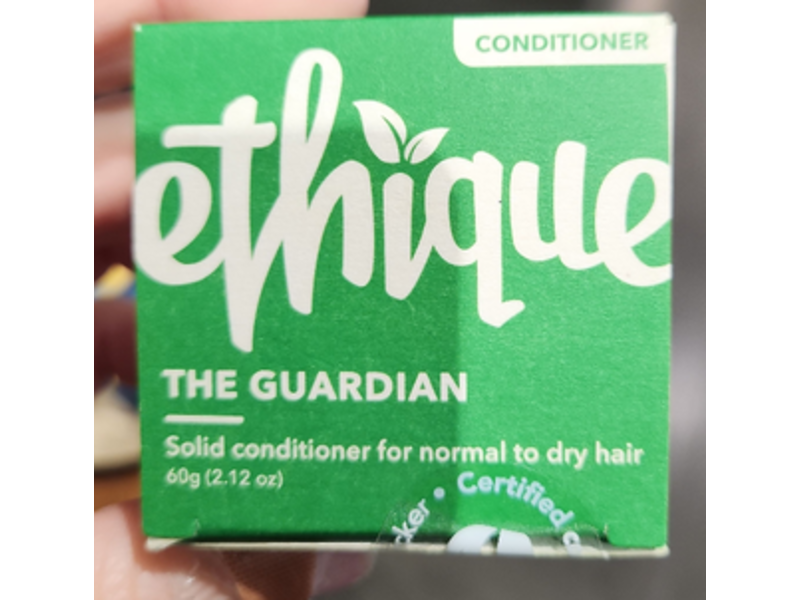 CONDITIONER
ethique
THE GUARDIAN
Solid conditioner for normal to dry hair
60g (2.12 oz)
Certified